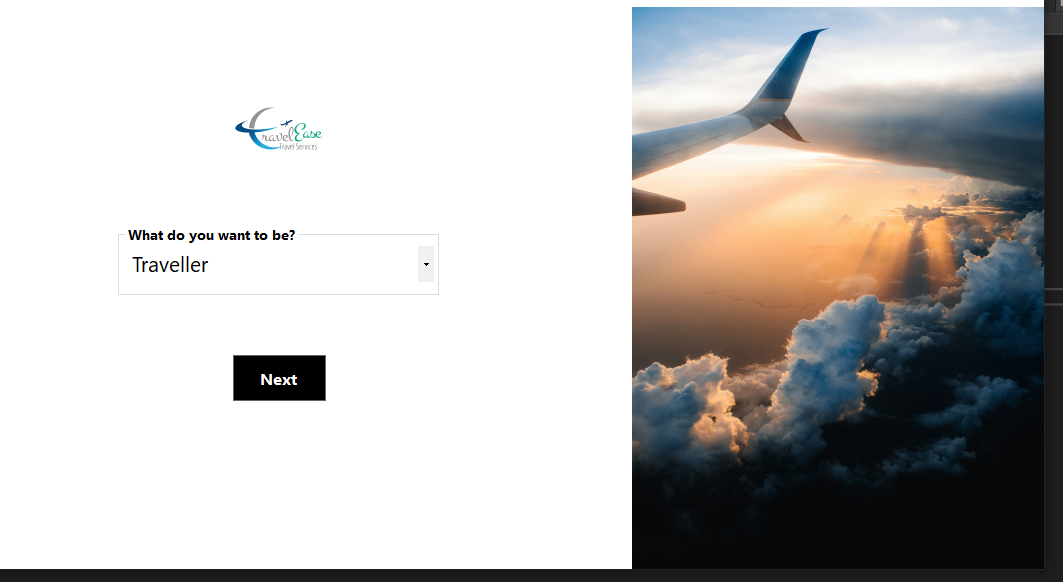 TravelEase
Travel Services
What do you want to be?
Traveller
Next